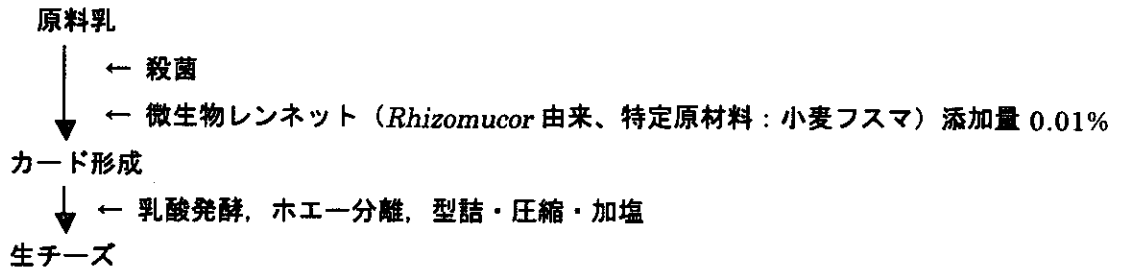 原料乳
← 殺菌
← 微生物レンネット（Rhizomucor 由来、特定原材料：小麦フスマ）添加量 0.01%
カード形成
← 乳酸発酵，ホエー分離，型詰・圧縮・加塩
生チーズ